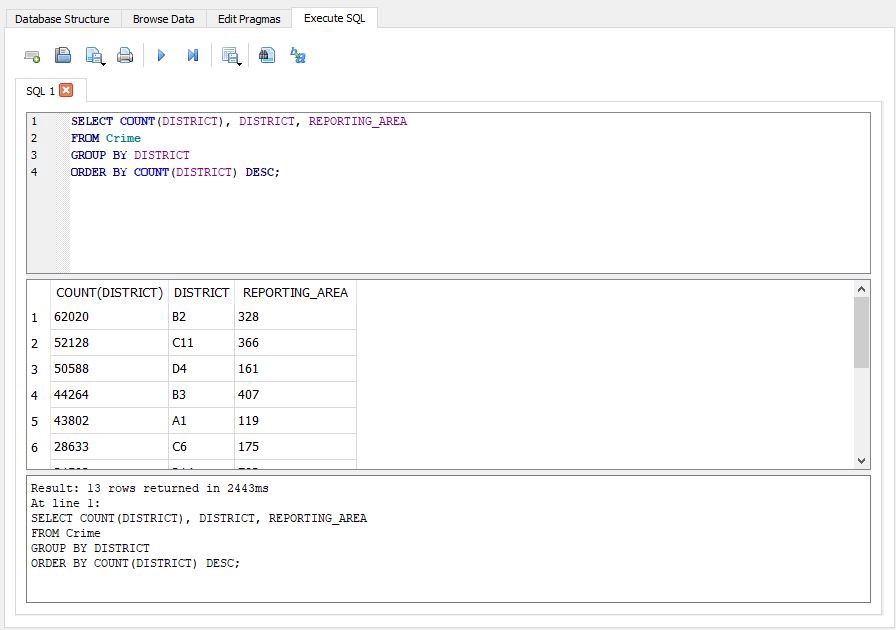 Database Structure Browse Data Edit Pragmas Execute SQL
SQL 1
1 SELECT COUNT(DISTRICT), DISTRICT, REPORTING_AREA
2 FROM Crime
3 GROUP BY DISTRICT
4 ORDER BY COUNT(DISTRICT) DESC;
COUNT(DISTRICT) DISTRICT REPORTING_AREA
1 62020 B2 328
2 52128 C11 366
3 50588 D4 161
4 44264 B3 407
5 43802 A1 119
6 28633 C6 175
Result: 13 rows returned in 2443ms
At line 1:
SELECT COUNT(DISTRICT), DISTRICT, REPORTING_AREA
FROM Crime
GROUP BY DISTRICT
ORDER BY COUNT(DISTRICT) DESC;